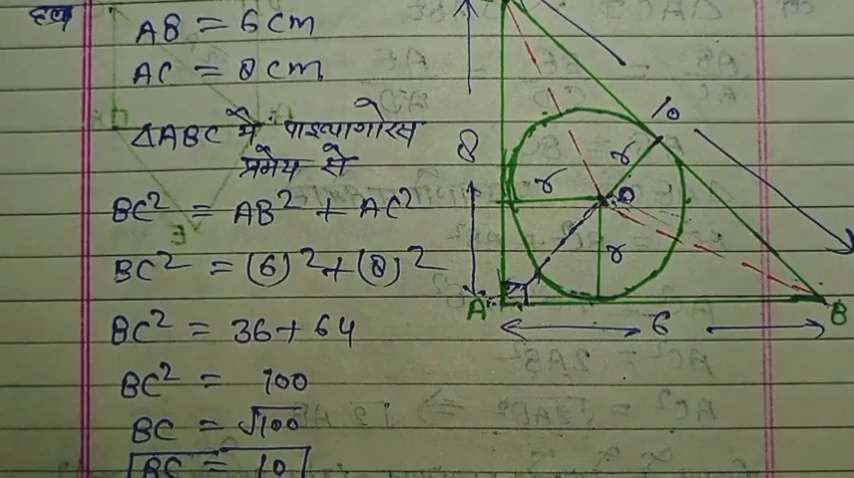 हल
AB = 6 cm
AC = 8 cm
△ABC में पाइथागोरस
प्रमेय से
BC² = AB² + AC²
BC² = (6)² + (8)²
BC² = 36 + 64
BC² = 100
BC = √100
BC = 10
10
8
r
r
O
r
A
6
B